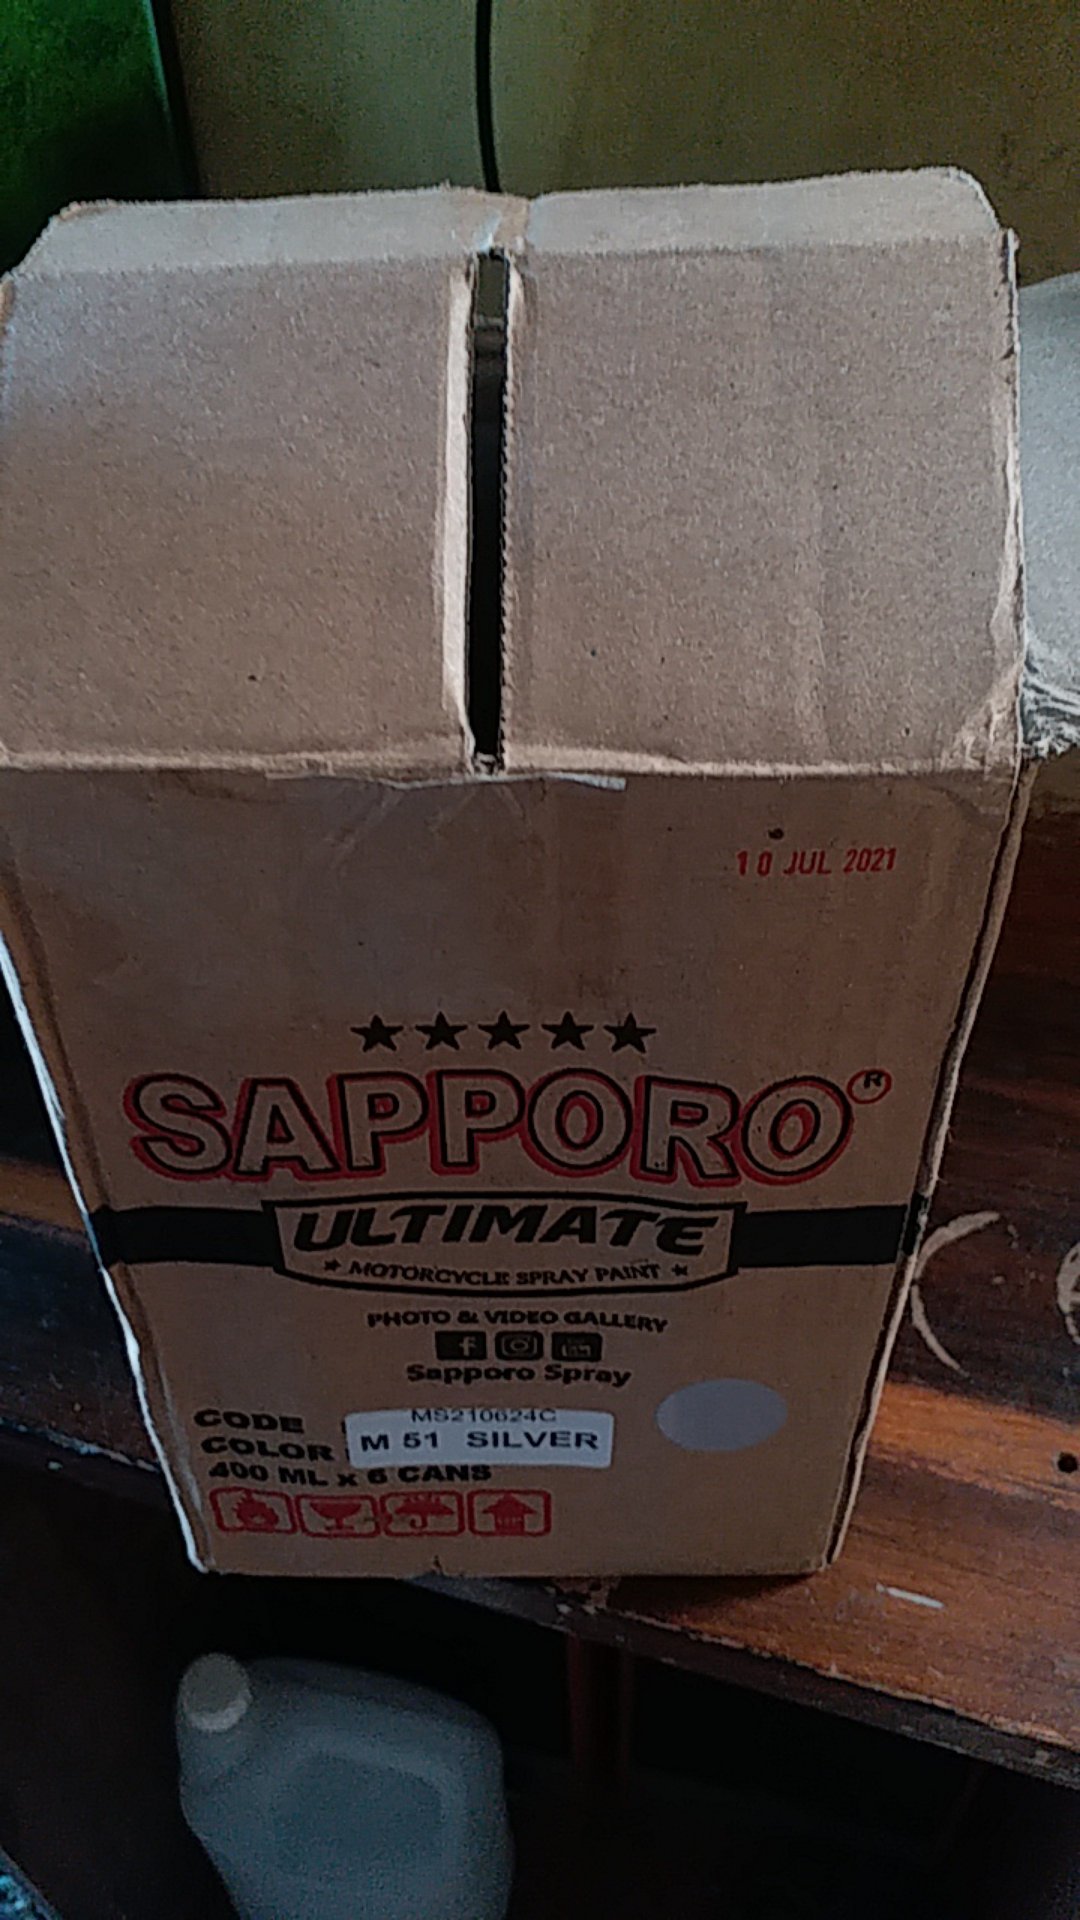 10 JUL 2021
SAPPORO®
ULTIMATE
MOTORCYCLE SPRAY PAINT
PHOTO & VIDEO GALLERY
Sapporo Spray
CODE MS210624C
COLOR M 51 SILVER
400 ML x 6 CANS